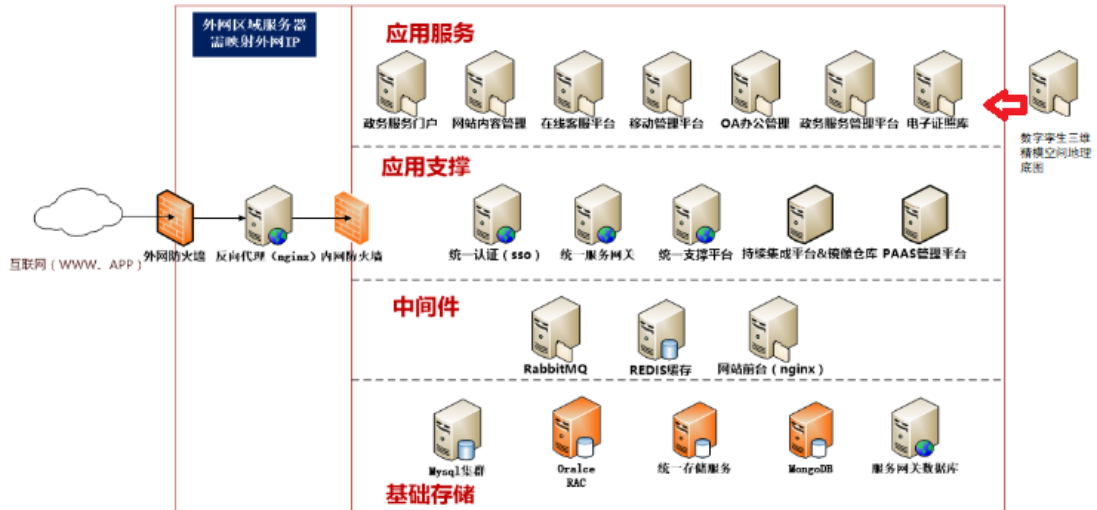 外网区域服务器
需映射外网IP
应用服务
政务服务门户 网站内容管理 在线客服平台 移动管理平台 OA办公管理 政务服务管理平台 电子证照库
数字孪生三维
精模空间地理
底图
应用支撑
互联网（WWW、APP）
外网防火墙 反向代理（nginx）内网防火墙
统一认证（sso） 统一服务网关 统一支撑平台 持续集成平台&镜像仓库 PAAS管理平台
中间件
RabbitMQ REDIS缓存 网站前台（nginx）
Mysql集群 Oralce 统一存储服务 MongoDB 服务网关数据库
RAC
基础存储